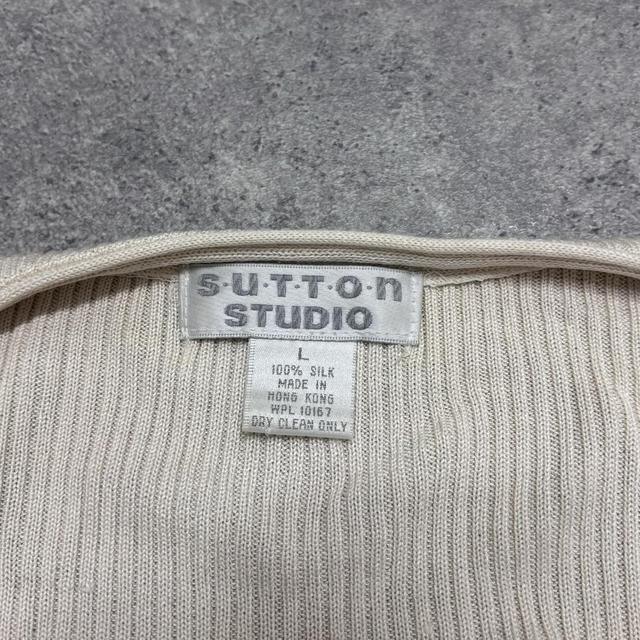 S·U·T·T·O·n
STUDIO
L
100% SILK
MADE IN
HONG KONG
WPL 10167
DRY CLEAN ONLY